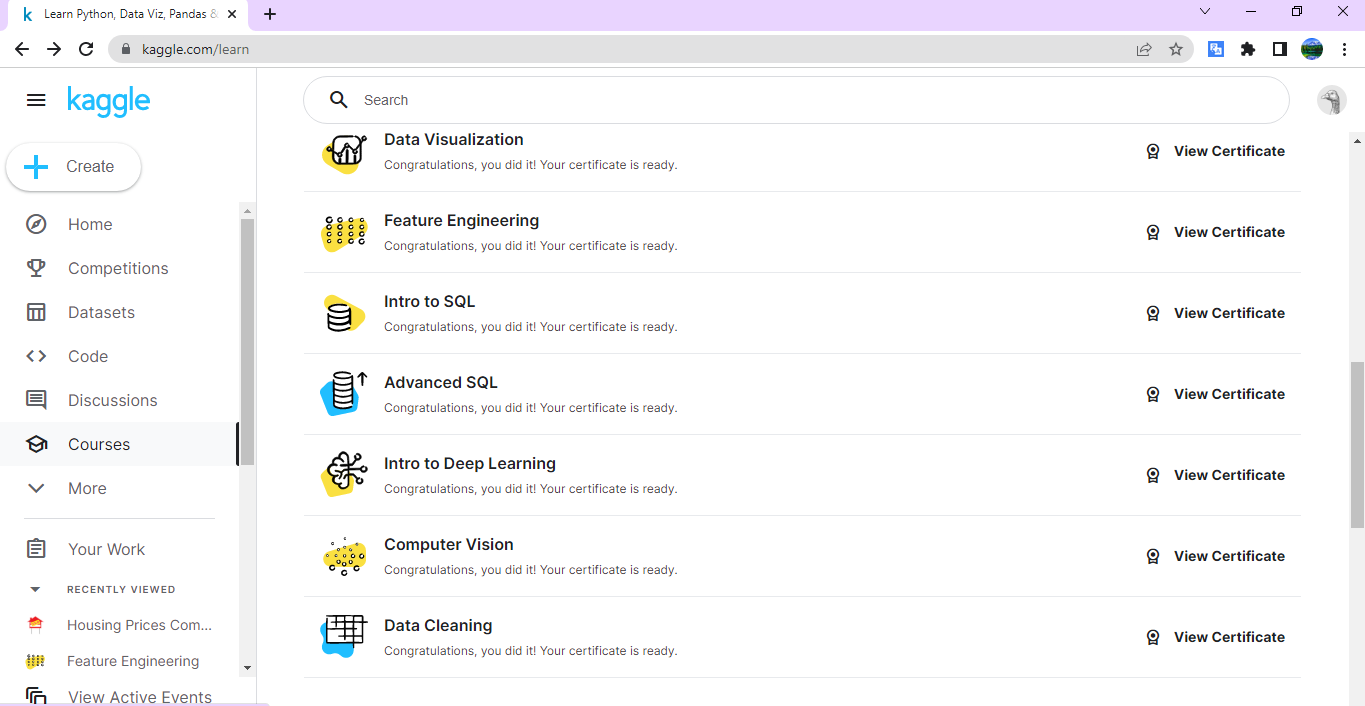 Learn Python, Data Viz, Pandas &
kaggle.com/learn
kaggle
Search
Create
Home
Competitions
Datasets
Code
Discussions
Courses
More
Your Work
RECENTLY VIEWED
Housing Prices Com...
Feature Engineering
View Active Events
Data Visualization
Congratulations, you did it! Your certificate is ready.
View Certificate
Feature Engineering
Congratulations, you did it! Your certificate is ready.
View Certificate
Intro to SQL
Congratulations, you did it! Your certificate is ready.
View Certificate
Advanced SQL
Congratulations, you did it! Your certificate is ready.
View Certificate
Intro to Deep Learning
Congratulations, you did it! Your certificate is ready.
View Certificate
Computer Vision
Congratulations, you did it! Your certificate is ready.
View Certificate
Data Cleaning
Congratulations, you did it! Your certificate is ready.
View Certificate